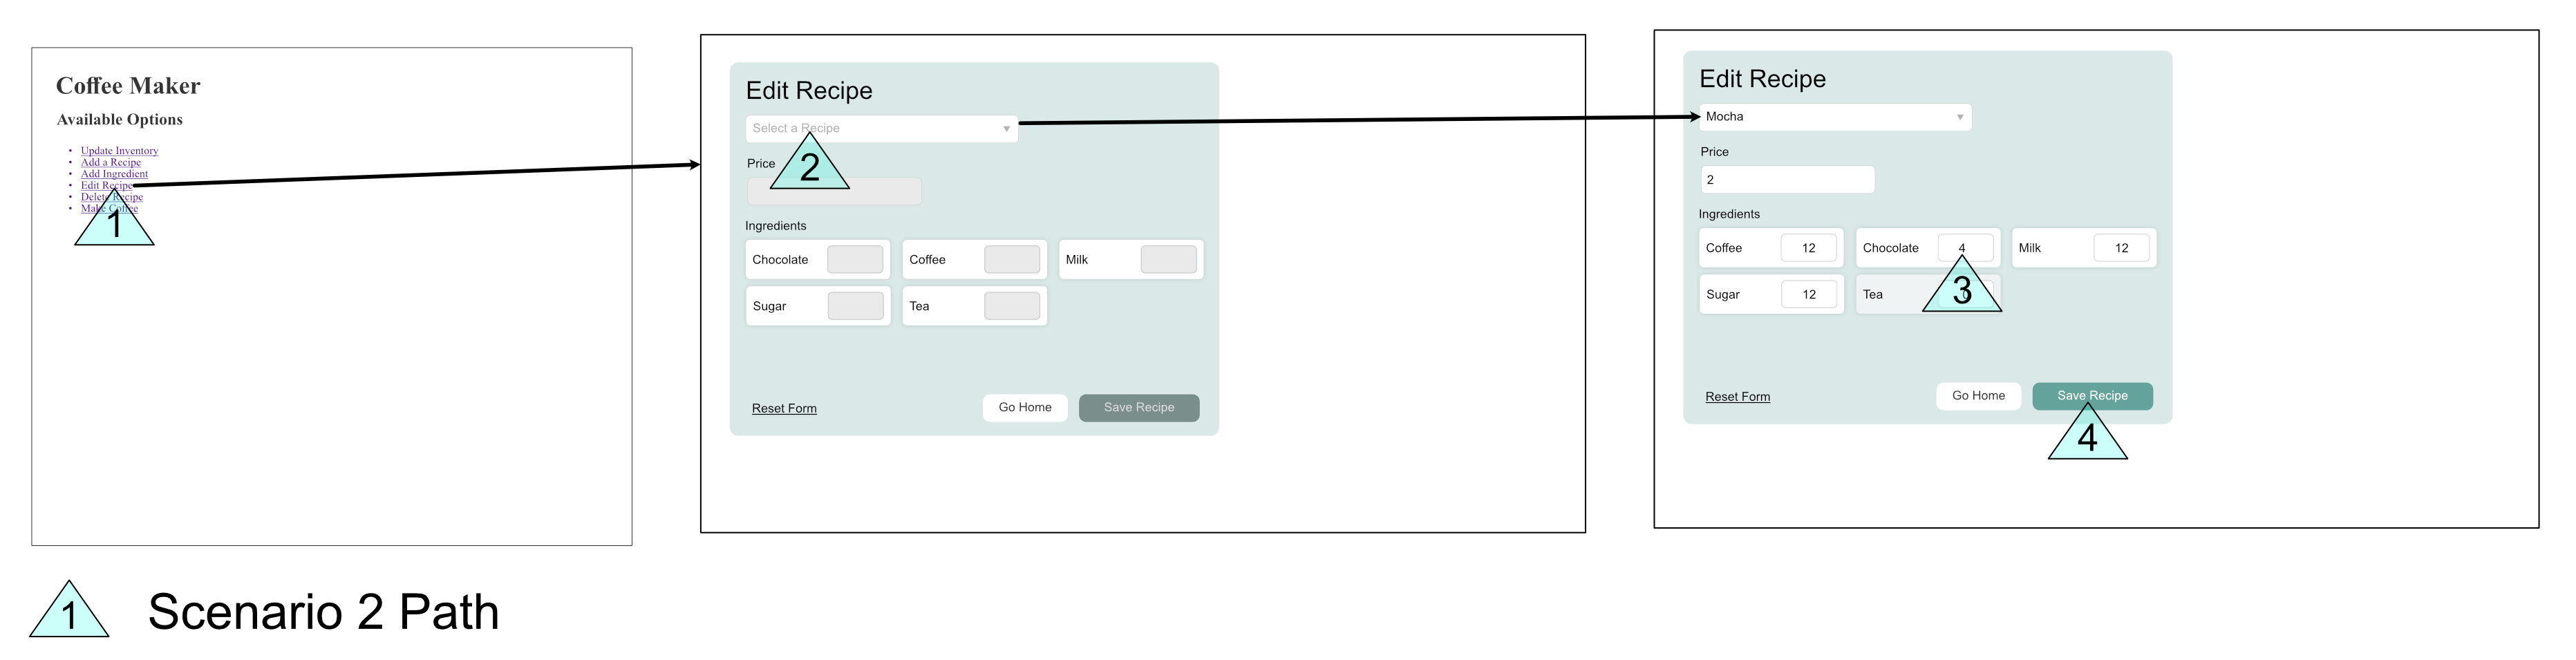 Coffee Maker
Available Options
• Update Inventory
• Add a Recipe
• Add Ingredient
• Edit Recipe
• Delete Recipe
• Make Coffee
1
Edit Recipe
Select a Recipe
2
Price
Ingredients
Chocolate Coffee Milk
Sugar Tea
Reset Form Go Home Save Recipe
Edit Recipe
Mocha
Price
2
Ingredients
Coffee 12 Chocolate 4 Milk 12
Sugar 12 Tea
3
Reset Form Go Home Save Recipe
4
1 Scenario 2 Path